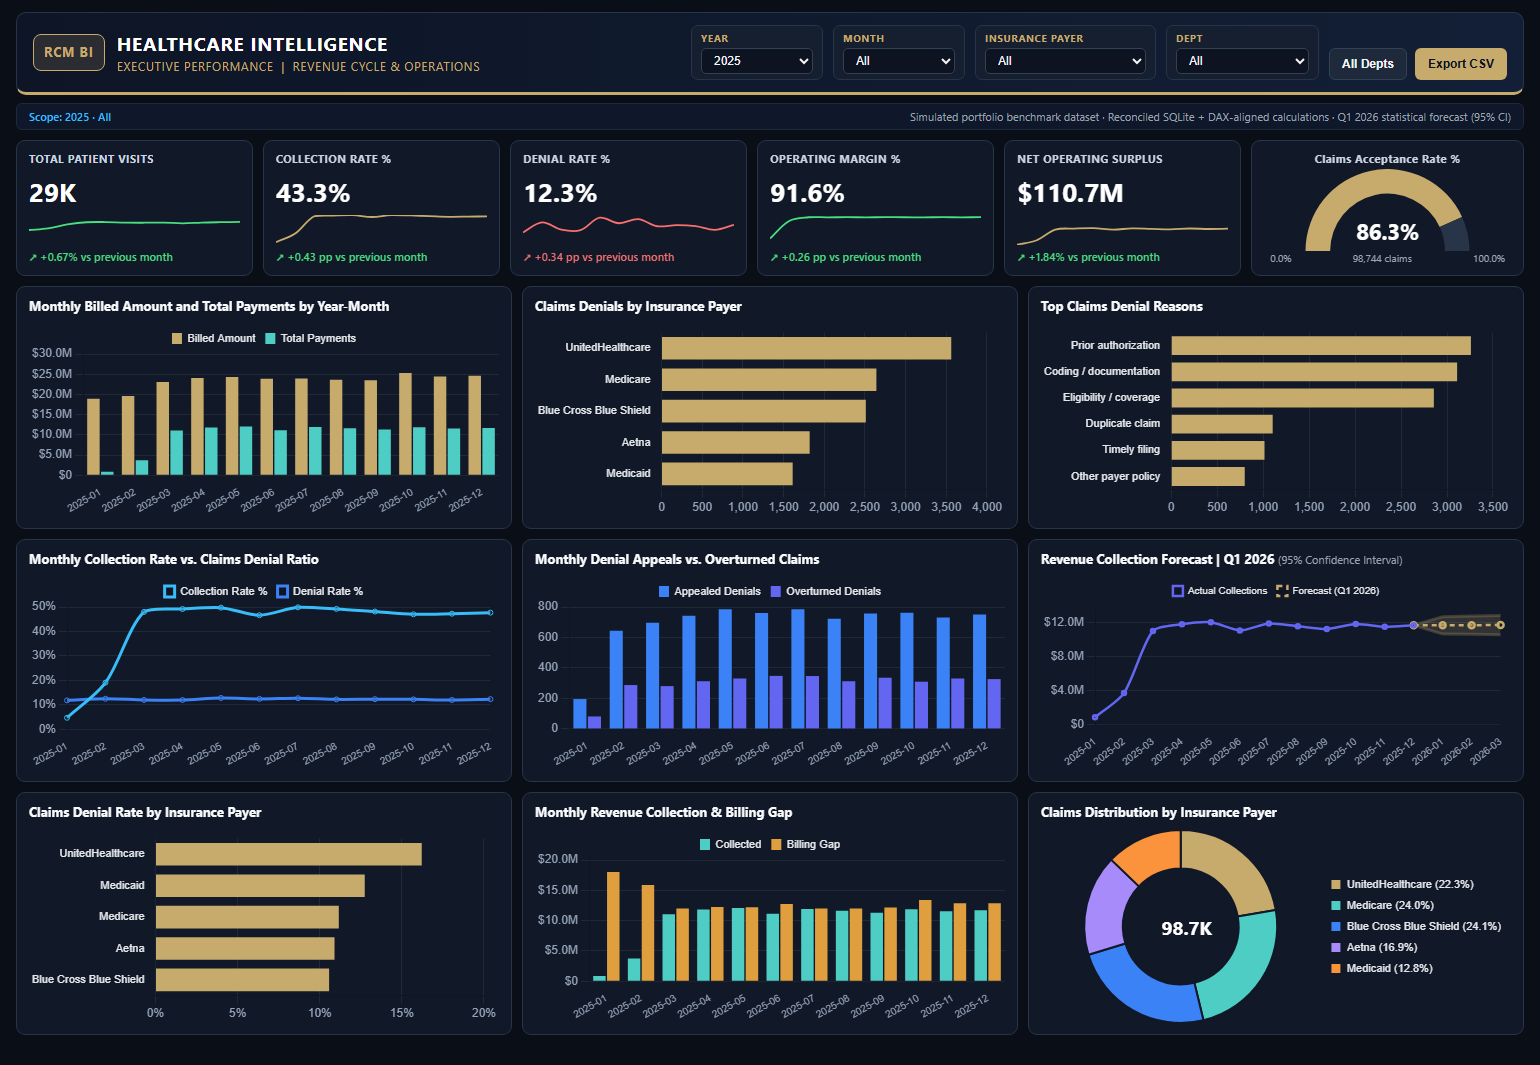 RCM BI
HEALTHCARE INTELLIGENCE
EXECUTIVE PERFORMANCE | REVENUE CYCLE & OPERATIONS
YEAR
2025
MONTH
All
INSURANCE PAYER
All
DEPT
All
All Depts
Export CSV
Scope: 2025 · All
Simulated portfolio benchmark dataset · Reconciled SQLite + DAX-aligned calculations · Q1 2026 statistical forecast (95% CI)
TOTAL PATIENT VISITS
29K
↗ +0.67% vs previous month
COLLECTION RATE %
43.3%
↗ +0.43 pp vs previous month
DENIAL RATE %
12.3%
↗ +0.34 pp vs previous month
OPERATING MARGIN %
91.6%
↗ +0.26 pp vs previous month
NET OPERATING SURPLUS
$110.7M
↗ +1.84% vs previous month
Claims Acceptance Rate %
86.3%
0.0%
98,744 claims
100.0%
Monthly Billed Amount and Total Payments by Year-Month
Billed Amount
Total Payments
$30.0M
$25.0M
$20.0M
$15.0M
$10.0M
$5.0M
$0
2025-01
2025-02
2025-03
2025-04
2025-05
2025-06
2025-07
2025-08
2025-09
2025-10
2025-11
2025-12
Claims Denials by Insurance Payer
UnitedHealthcare
Medicare
Blue Cross Blue Shield
Aetna
Medicaid
0
500
1,000
1,500
2,000
2,500
3,000
3,500
4,000
Top Claims Denial Reasons
Prior authorization
Coding / documentation
Eligibility / coverage
Duplicate claim
Timely filing
Other payer policy
0
500
1,000
1,500
2,000
2,500
3,000
3,500
Monthly Collection Rate vs. Claims Denial Ratio
Collection Rate %
Denial Rate %
50%
40%
30%
20%
10%
0%
2025-01
2025-02
2025-03
2025-04
2025-05
2025-06
2025-07
2025-08
2025-09
2025-10
2025-11
2025-12
Monthly Denial Appeals vs. Overturned Claims
Appealed Denials
Overturned Denials
800
600
400
200
0
2025-01
2025-02
2025-03
2025-04
2025-05
2025-06
2025-07
2025-08
2025-09
2025-10
2025-11
2025-12
Revenue Collection Forecast | Q1 2026 (95% Confidence Interval)
Actual Collections
Forecast (Q1 2026)
$12.0M
$8.0M
$4.0M
$0
2025-01
2025-02
2025-03
2025-04
2025-05
2025-06
2025-07
2025-08
2025-09
2025-10
2025-11
2025-12
2026-01
2026-02
2026-03
Claims Denial Rate by Insurance Payer
UnitedHealthcare
Medicaid
Medicare
Aetna
Blue Cross Blue Shield
0%
5%
10%
15%
20%
Monthly Revenue Collection & Billing Gap
Collected
Billing Gap
$20.0M
$15.0M
$10.0M
$5.0M
$0
2025-01
2025-02
2025-03
2025-04
2025-05
2025-06
2025-07
2025-08
2025-09
2025-10
2025-11
2025-12
Claims Distribution by Insurance Payer
98.7K
UnitedHealthcare (22.3%)
Medicare (24.0%)
Blue Cross Blue Shield (24.1%)
Aetna (16.9%)
Medicaid (12.8%)